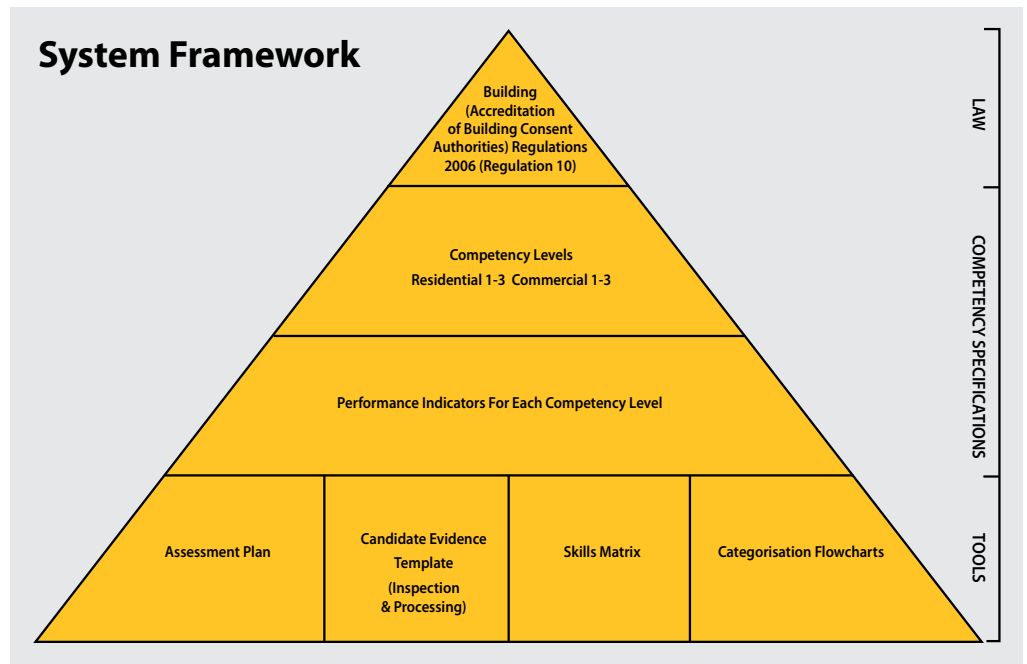 System Framework
Building
(Accreditation
of Building Consent
Authorities) Regulations
2006 (Regulation 10)
LAW
Competency Levels
Residential 1-3  Commercial 1-3
COMPETENCY SPECIFICATIONS
Performance Indicators For Each Competency Level
Assessment Plan
Candidate Evidence
Template
(Inspection
& Processing)
Skills Matrix
Categorisation Flowcharts
TOOLS